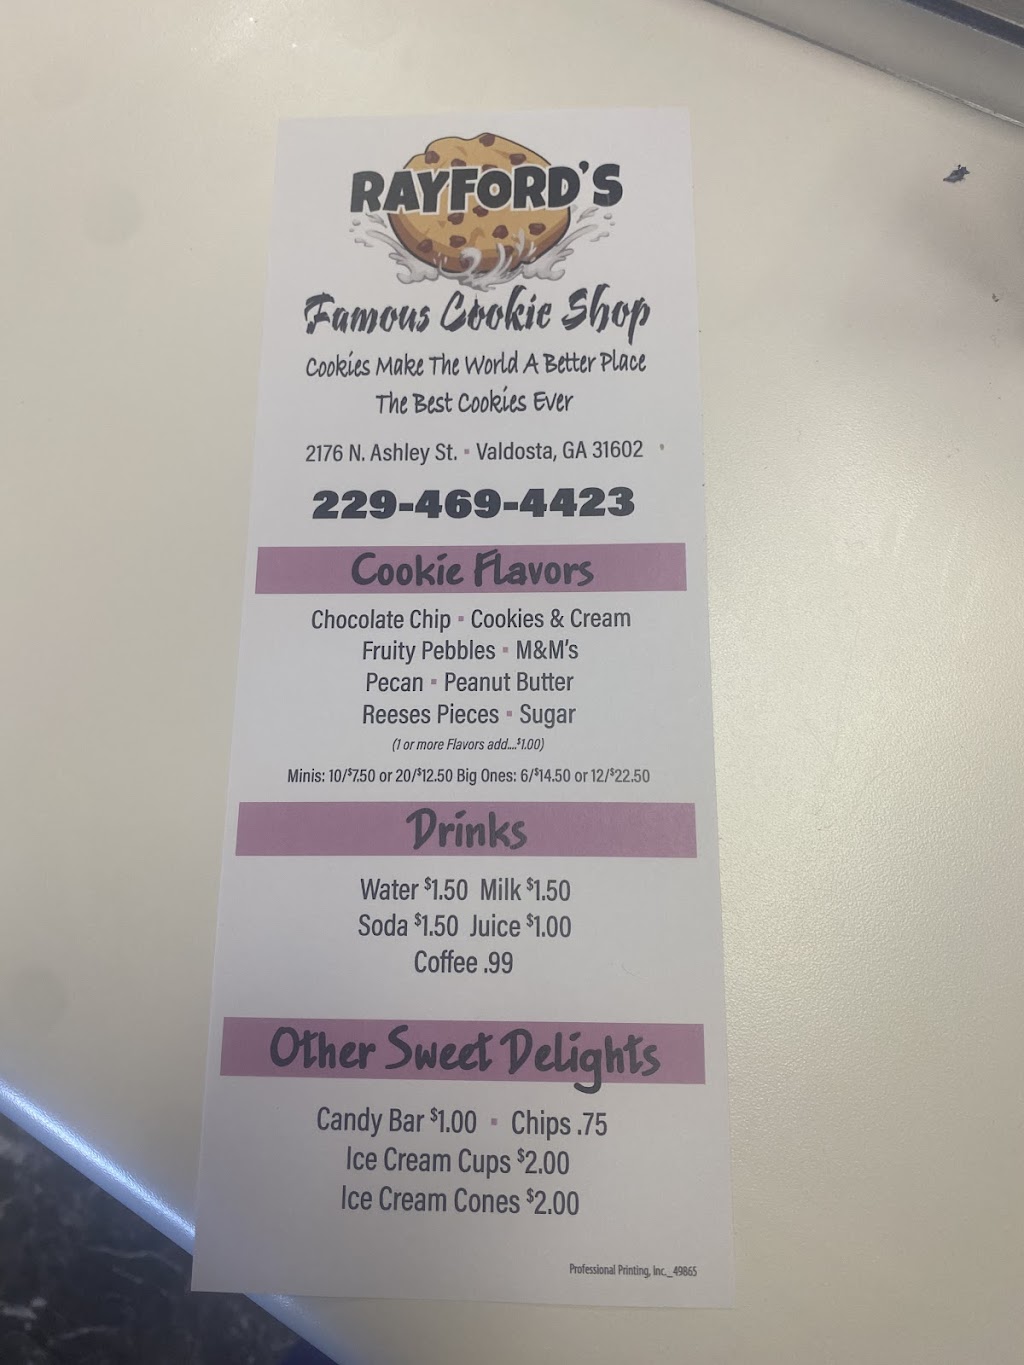 RAYFORD'S
Famous Cookie Shop
Cookies Make The World A Better Place
The Best Cookies Ever
2176 N. Ashley St. ▪ Valdosta, GA 31602
229-469-4423
Cookie Flavors
Chocolate Chip ▪ Cookies & Cream
Fruity Pebbles ▪ M&M's
Pecan ▪ Peanut Butter
Reeses Pieces ▪ Sugar
(1 or more Flavors add....$1.00)
Minis: 10/$7.50 or 20/$12.50 Big Ones: 6/$14.50 or 12/$22.50
Drinks
Water $1.50 Milk $1.50
Soda $1.50 Juice $1.00
Coffee .99
Other Sweet Delights
Candy Bar $1.00 ▪ Chips .75
Ice Cream Cups $2.00
Ice Cream Cones $2.00
Professional Printing, Inc._49865